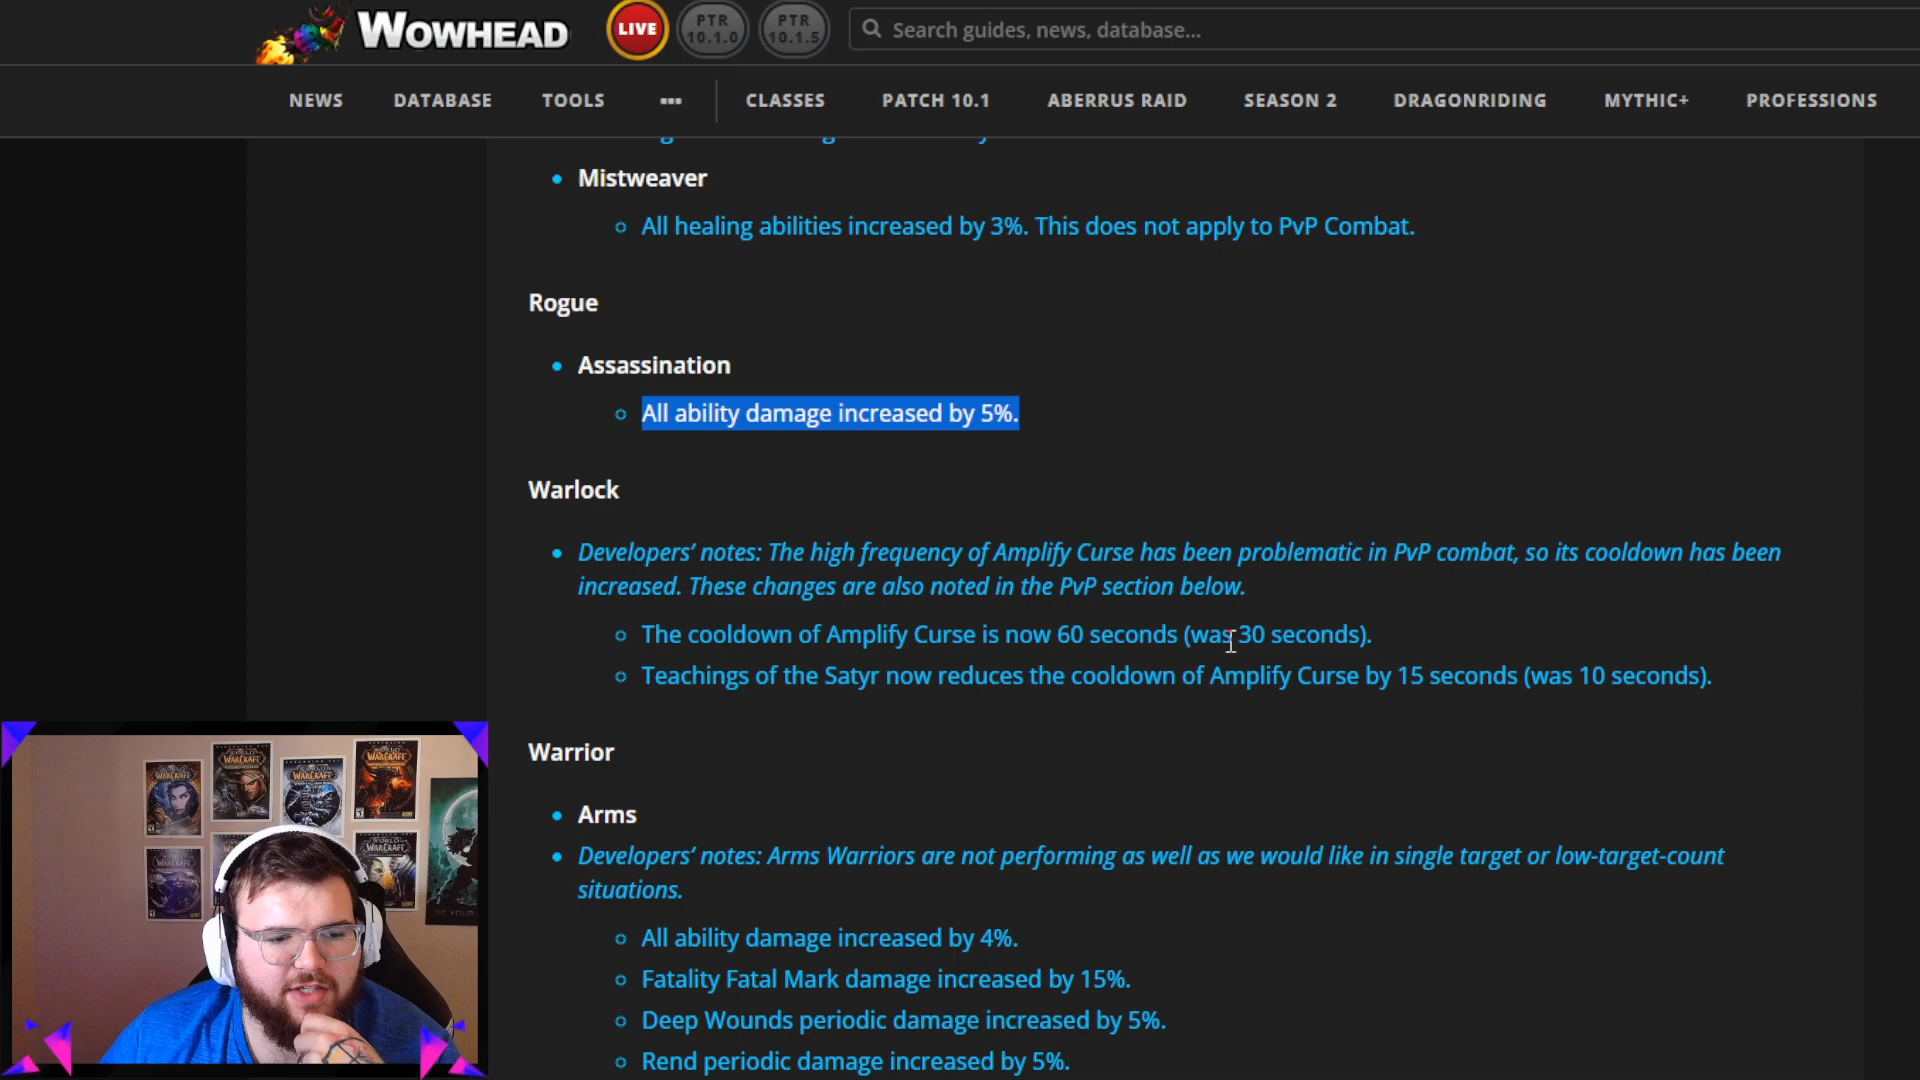 WOWHEAD
LIVE
PTR
10.1.0
PTR
10.1.5
Search guides, news, database...
NEWS DATABASE TOOLS CLASSES PATCH 10.1 ABERRUS RAID SEASON 2 DRAGONRIDING MYTHIC+ PROFESSIONS
Mistweaver
All healing abilities increased by 3%. This does not apply to PvP Combat.
Rogue
Assassination
All ability damage increased by 5%.
Warlock
Developers' notes: The high frequency of Amplify Curse has been problematic in PvP combat, so its cooldown has been
increased. These changes are also noted in the PvP section below.
The cooldown of Amplify Curse is now 60 seconds (was 30 seconds).
Teachings of the Satyr now reduces the cooldown of Amplify Curse by 15 seconds (was 10 seconds).
Warrior
Arms
Developers' notes: Arms Warriors are not performing as well as we would like in single target or low-target-count
situations.
All ability damage increased by 4%.
Fatality Fatal Mark damage increased by 15%.
Deep Wounds periodic damage increased by 5%.
Rend periodic damage increased by 5%.
WARCRAFT
WARCRAFT
WARCRAFT
WARCRAFT
WARCRAFT